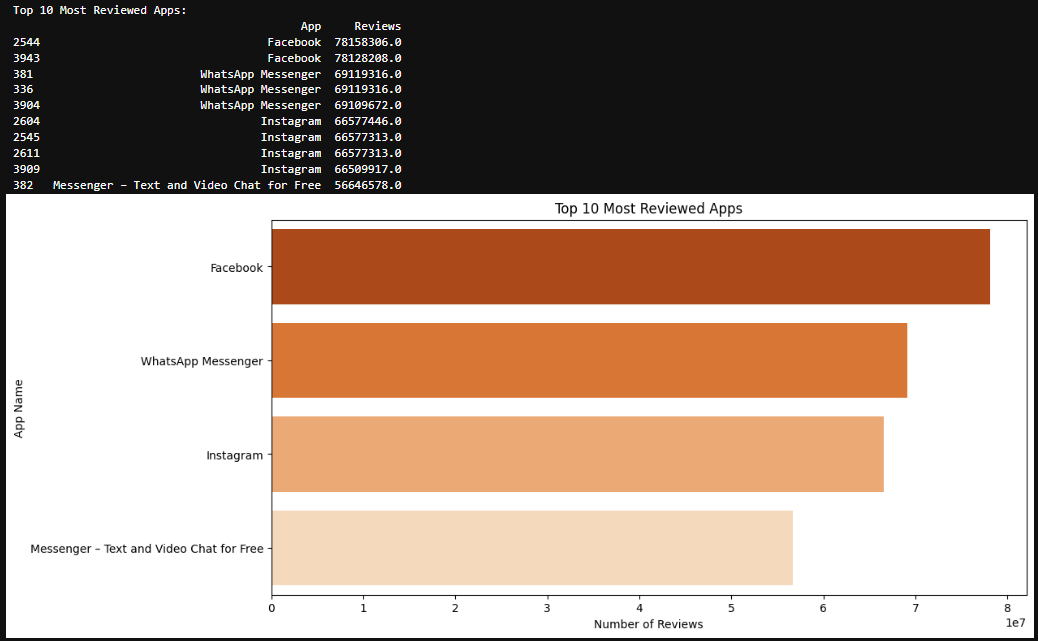 Top 10 Most Reviewed Apps:
App Reviews
2544 Facebook 78158306.0
3943 Facebook 78128208.0
381 WhatsApp Messenger 69119316.0
336 WhatsApp Messenger 69119316.0
3904 WhatsApp Messenger 69109672.0
2604 Instagram 66577446.0
2545 Instagram 66577313.0
2611 Instagram 66577313.0
3909 Instagram 66509917.0
382 Messenger – Text and Video Chat for Free 56646578.0
Top 10 Most Reviewed Apps
App Name
Facebook
WhatsApp Messenger
Instagram
Messenger – Text and Video Chat for Free
0 1 2 3 4 5 6 7 8
1e7
Number of Reviews